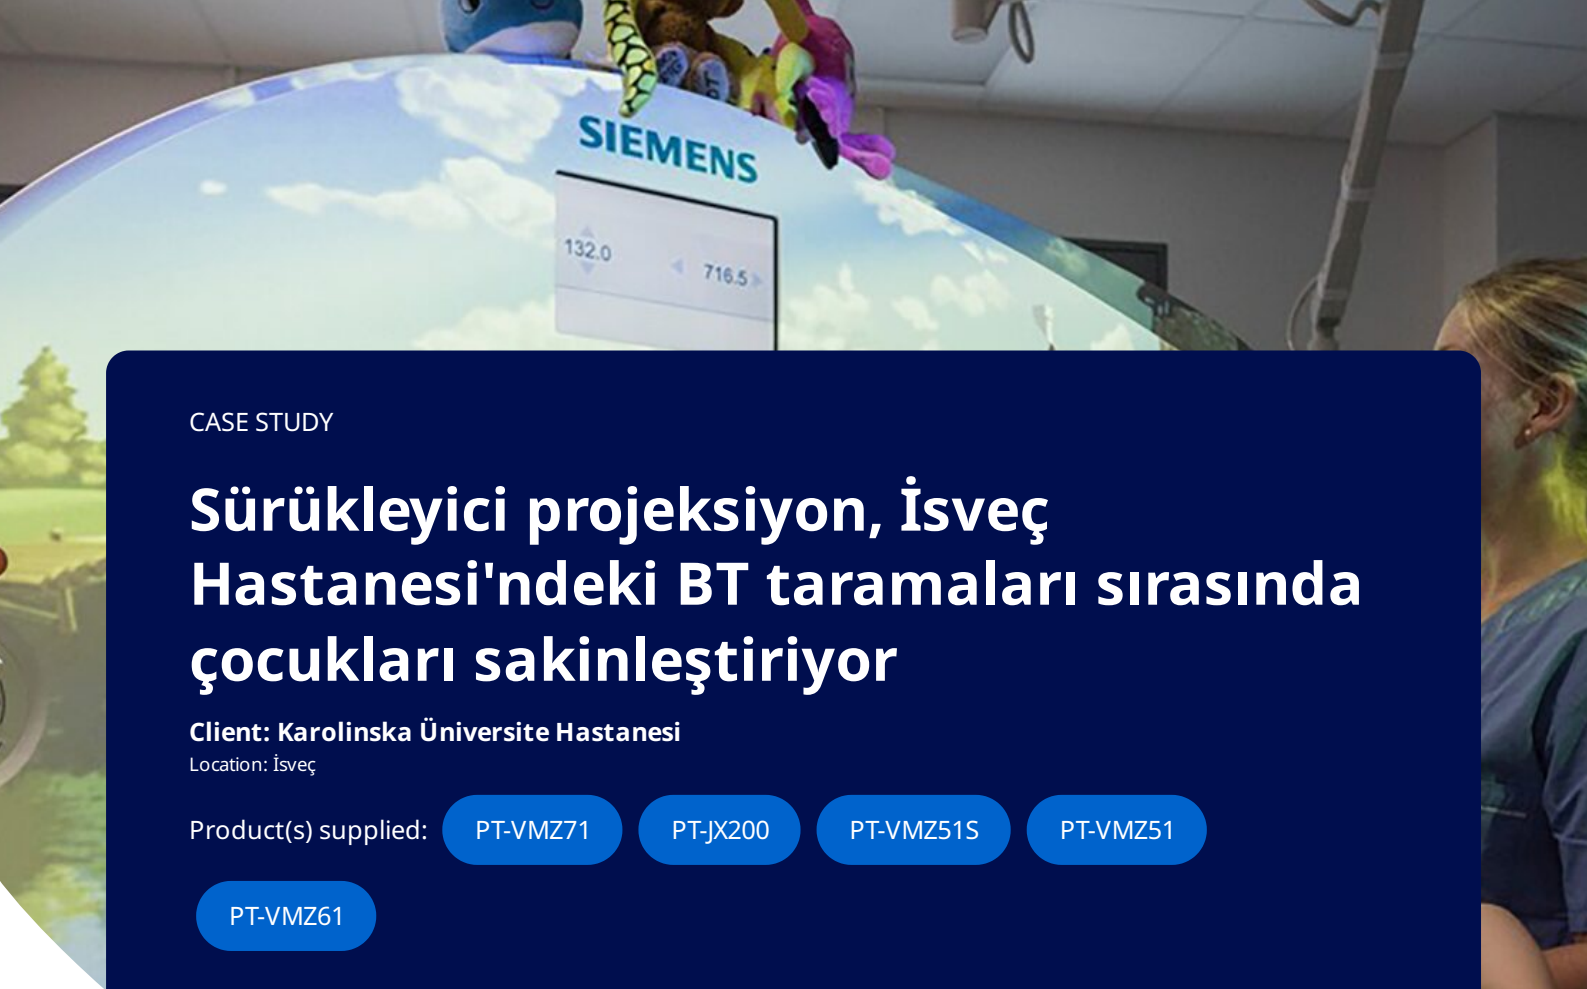 SIEMENS
132.0
716.5
CASE STUDY
Sürükleyici projeksiyon, İsveç
Hastanesi'ndeki BT taramaları sırasında
çocukları sakinleştiriyor
Client: Karolinska Üniversite Hastanesi
Location: İsveç
Product(s) supplied: PT-VMZ71 PT-JX200 PT-VMZ51S PT-VMZ51
PT-VMZ61